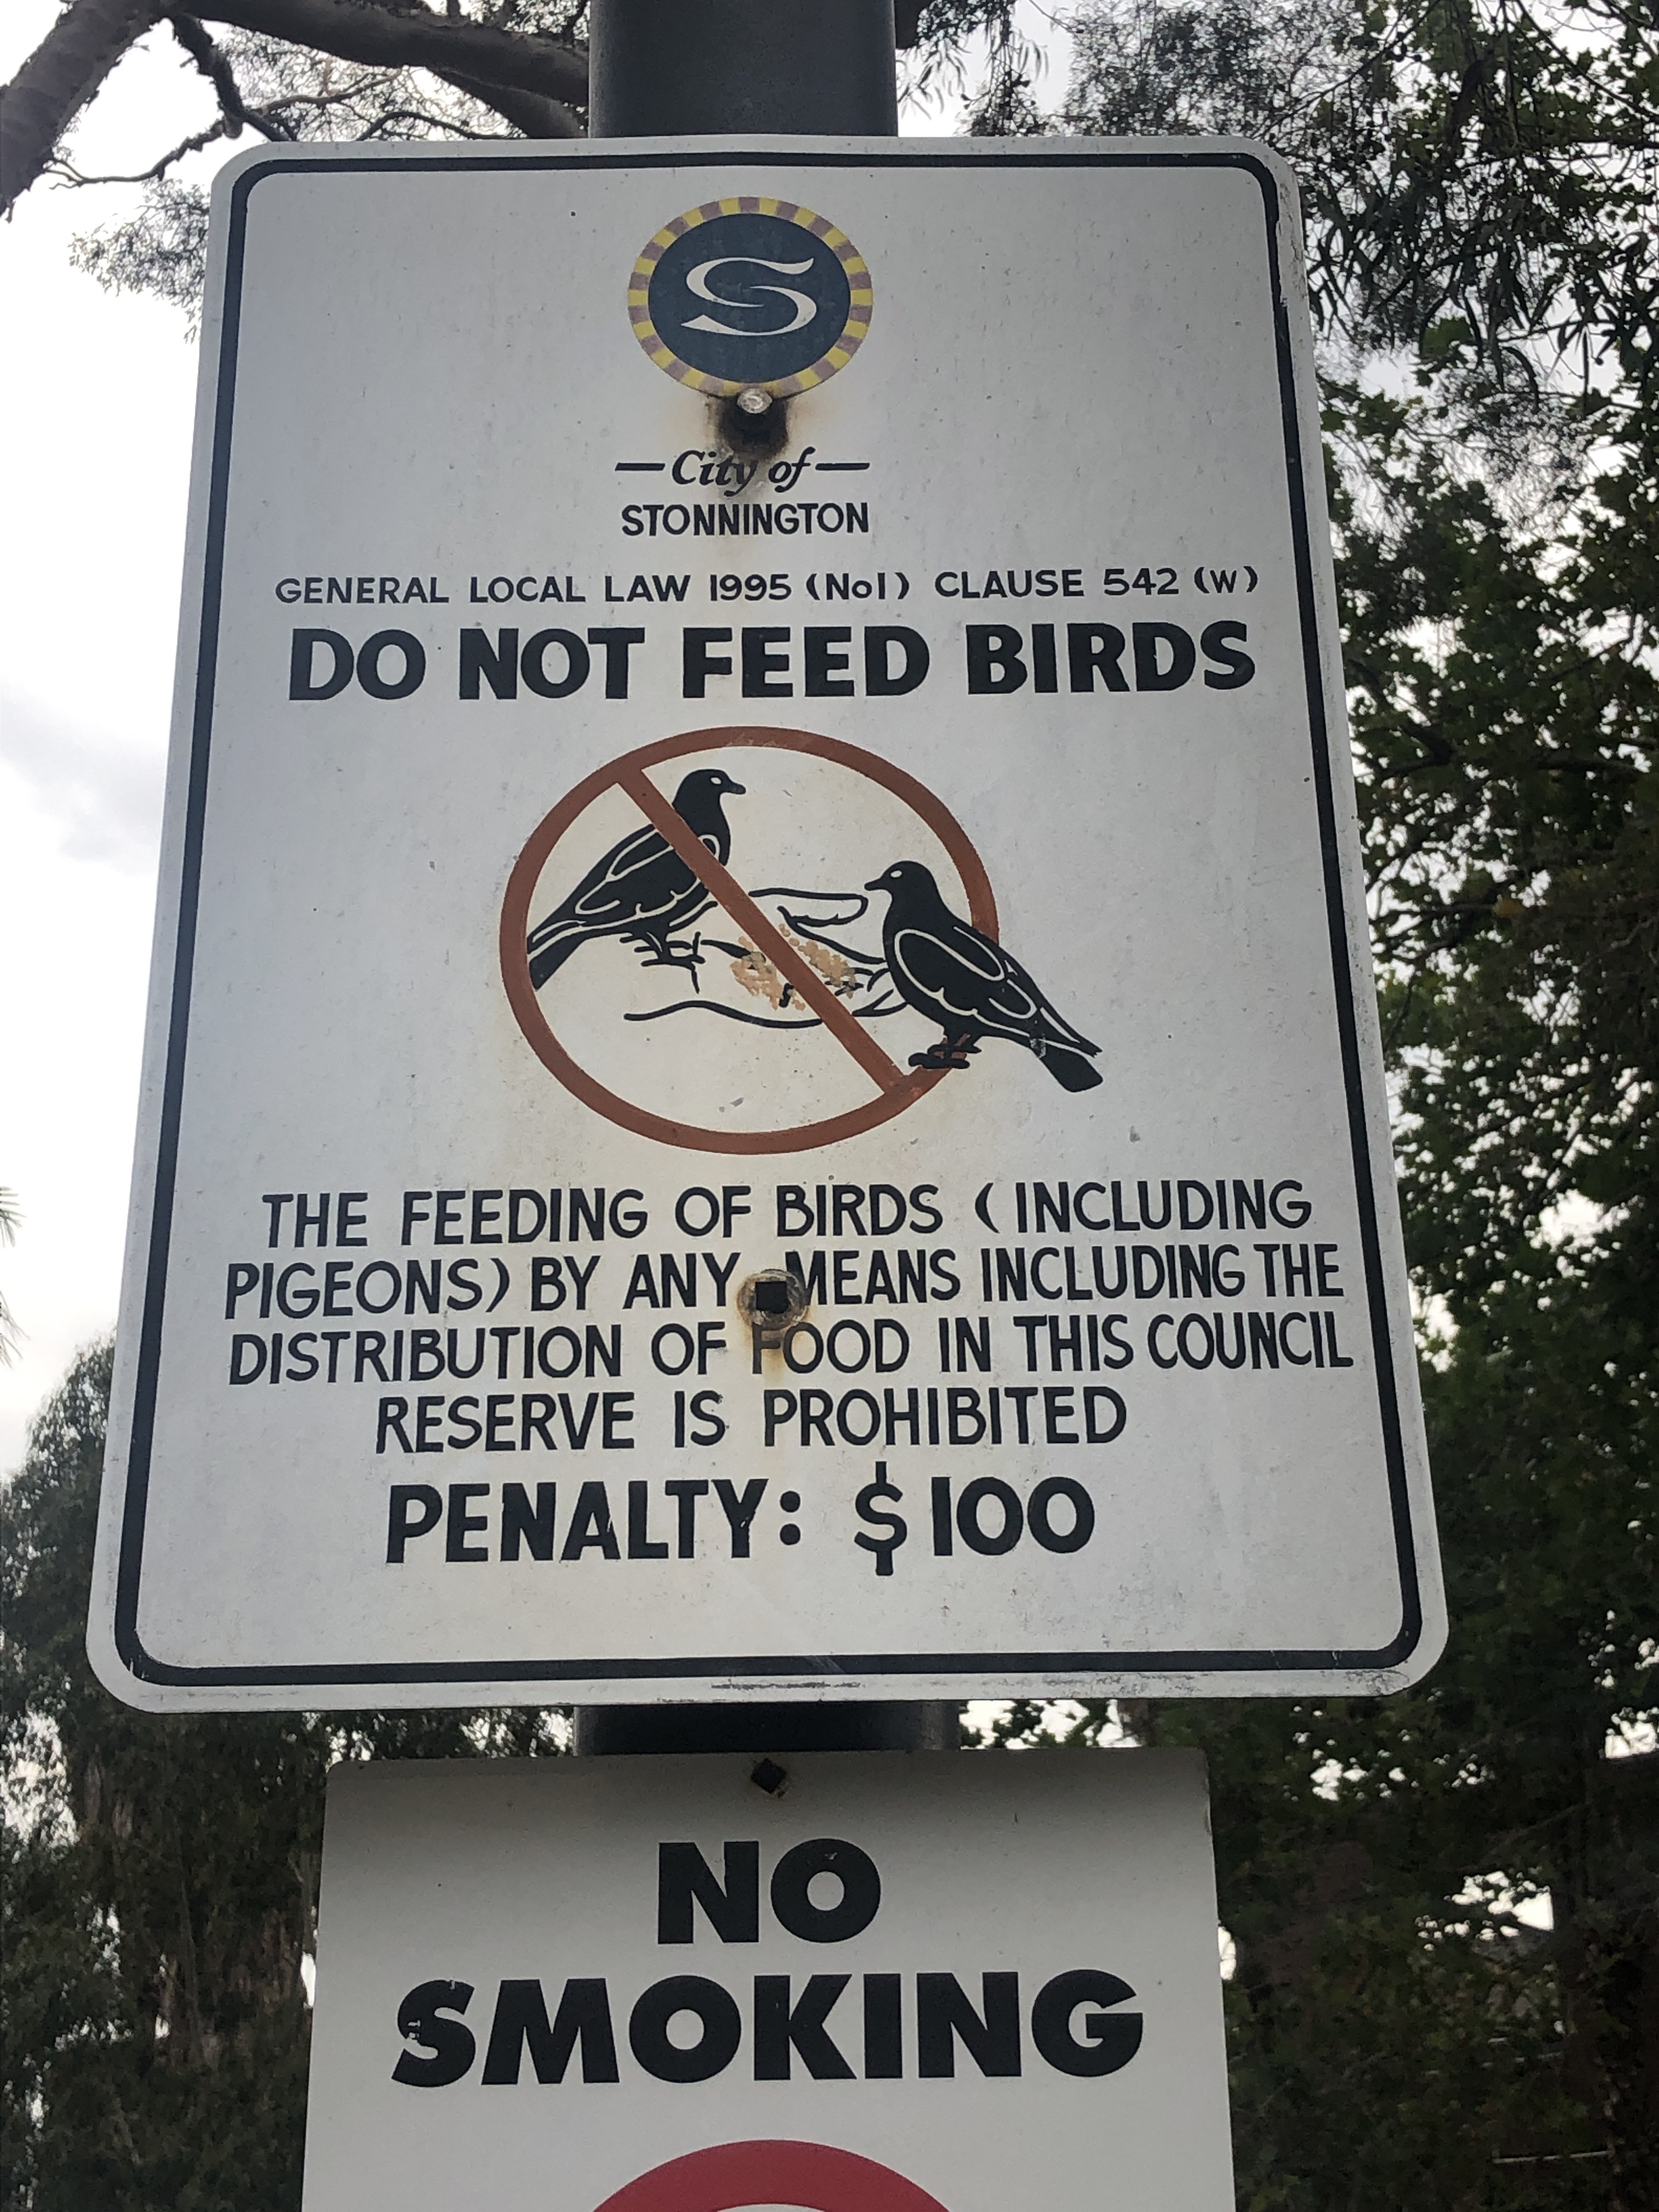 S
City of
STONNINGTON
GENERAL LOCAL LAW 1995 (No1) CLAUSE 542 (W)
DO NOT FEED BIRDS
THE FEEDING OF BIRDS (INCLUDING
PIGEONS) BY ANY MEANS INCLUDING THE
DISTRIBUTION OF FOOD IN THIS COUNCIL
RESERVE IS PROHIBITED
PENALTY: $100
NO
SMOKING